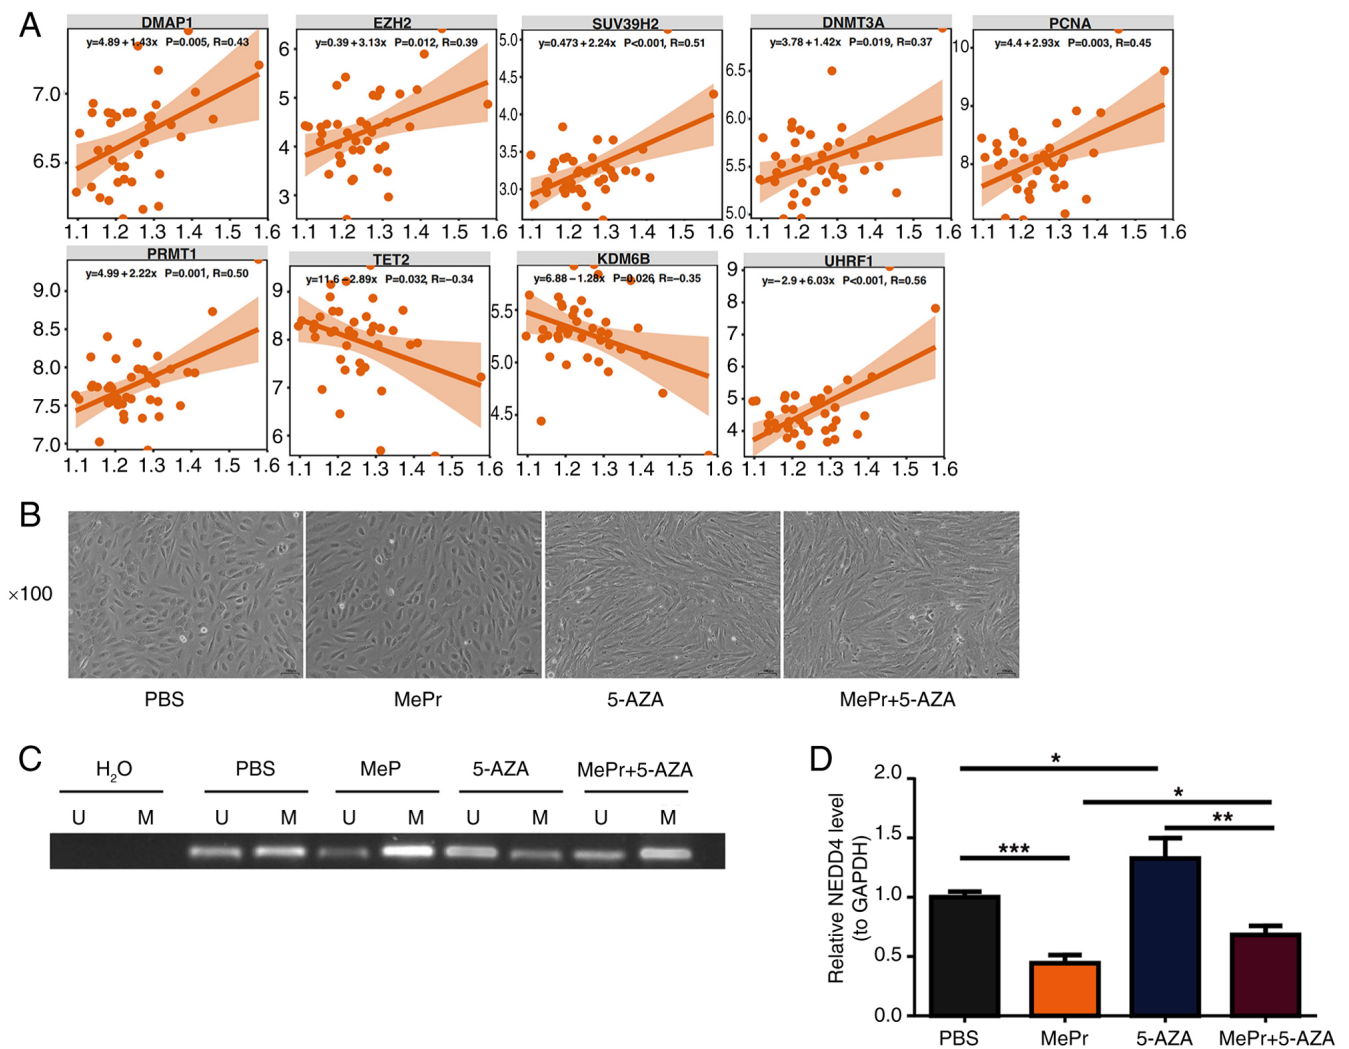 A
DMAP1
y=4.89+1.43x P=0.005, R=0.43
7.0
6.5
1.1 1.2 1.3 1.4 1.5 1.6
EZH2
y=0.39+3.13x P=0.012, R=0.39
6
5
4
3
1.1 1.2 1.3 1.4 1.5 1.6
SUV39H2
y=0.473+2.24x P<0.001, R=0.51
5.0
4.5
4.0
3.5
3.0
1.1 1.2 1.3 1.4 1.5 1.6
DNMT3A
y=3.78+1.42x P=0.019, R=0.37
6.5
6.0
5.5
5.0
1.1 1.2 1.3 1.4 1.5 1.6
PCNA
y=4.4+2.93x P=0.003, R=0.45
10
9
8
1.1 1.2 1.3 1.4 1.5 1.6
PRMT1
y=4.99+2.22x P=0.001, R=0.50
9.0
8.5
8.0
7.5
7.0
1.1 1.2 1.3 1.4 1.5 1.6
TET2
y=11.6−2.89x P=0.032, R=−0.34
9
8
7
6
1.1 1.2 1.3 1.4 1.5 1.6
KDM6B
y=6.88−1.28x P=0.026, R=−0.35
5.5
5.0
4.5
1.1 1.2 1.3 1.4 1.5 1.6
UHRF1
y=−2.9+6.03x P<0.001, R=0.56
9
8
7
6
5
4
1.1 1.2 1.3 1.4 1.5 1.6
B
×100
PBS MePr 5-AZA MePr+5-AZA
C
H₂O PBS MeP 5-AZA MePr+5-AZA
U M U M U M U M U M
D
Relative NEDD4 level
(to GAPDH)
2.0
1.5
1.0
0.5
0.0
*
*
**
***
PBS MePr 5-AZA MePr+5-AZA